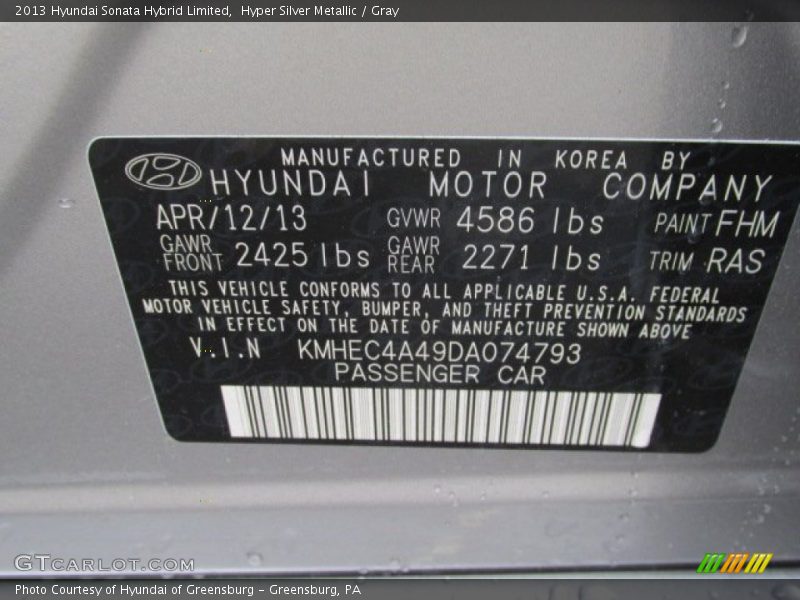 2013 Hyundai Sonata Hybrid Limited,  Hyper Silver Metallic / Gray
MANUFACTURED IN KOREA BY
HYUNDAI MOTOR COMPANY
APR/12/13 GVWR 4586 lbs PAINT FHM
GAWR FRONT 2425 lbs GAWR REAR 2271 lbs TRIM RAS
THIS VEHICLE CONFORMS TO ALL APPLICABLE U.S.A. FEDERAL
MOTOR VEHICLE SAFETY, BUMPER, AND THEFT PREVENTION STANDARDS
IN EFFECT ON THE DATE OF MANUFACTURE SHOWN ABOVE
V.I.N KMHEC4A49DA074793
PASSENGER CAR
GTCARLOT.COM
Photo Courtesy of Hyundai of Greensburg – Greensburg, PA